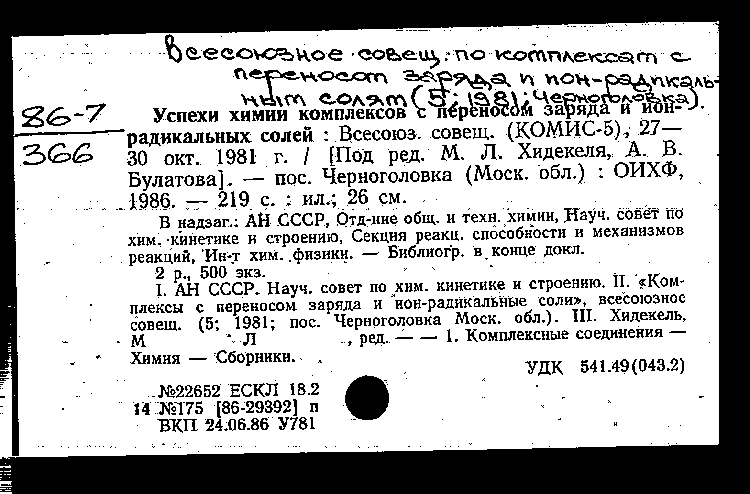 Всесоюзное совещ. по комплексам с
переносом заряда и ион-радикаль-
ным солям (5; 1981; Черноголовка).
86-7
366
Успехи химии комплексов с переносом заряда и ион-
радикальных солей : Всесоюз. совещ. (КОМИС-5), 27—
30 окт. 1981 г. / [Под ред. М. Л. Хидекеля, А. В.
Булатова]. — пос. Черноголовка (Моск. обл.) : ОИХФ,
1986. — 219 с. : ил.; 26 см.
В надзаг.: АН СССР, Отд-ние общ. и техн. химии, Науч. совет по
хим. кинетике и строению, Секция реакц. способности и механизмов
реакций, Ин-т хим. физики. — Библиогр. в конце докл.
2 р., 500 экз.
I. АН СССР. Науч. совет по хим. кинетике и строению. II. «Ком-
плексы с переносом заряда и ион-радикальные соли», всесоюзное
совещ. (5; 1981; пос. Черноголовка Моск. обл.). III. Хидекель,
М Л , ред. — — 1. Комплексные соединения —
Химия — Сборники.
УДК 541.49(043.2)
№22652 ЕСКЛ 18.2
14 №175 [86-29392] п
ВКП 24.06.86 У781